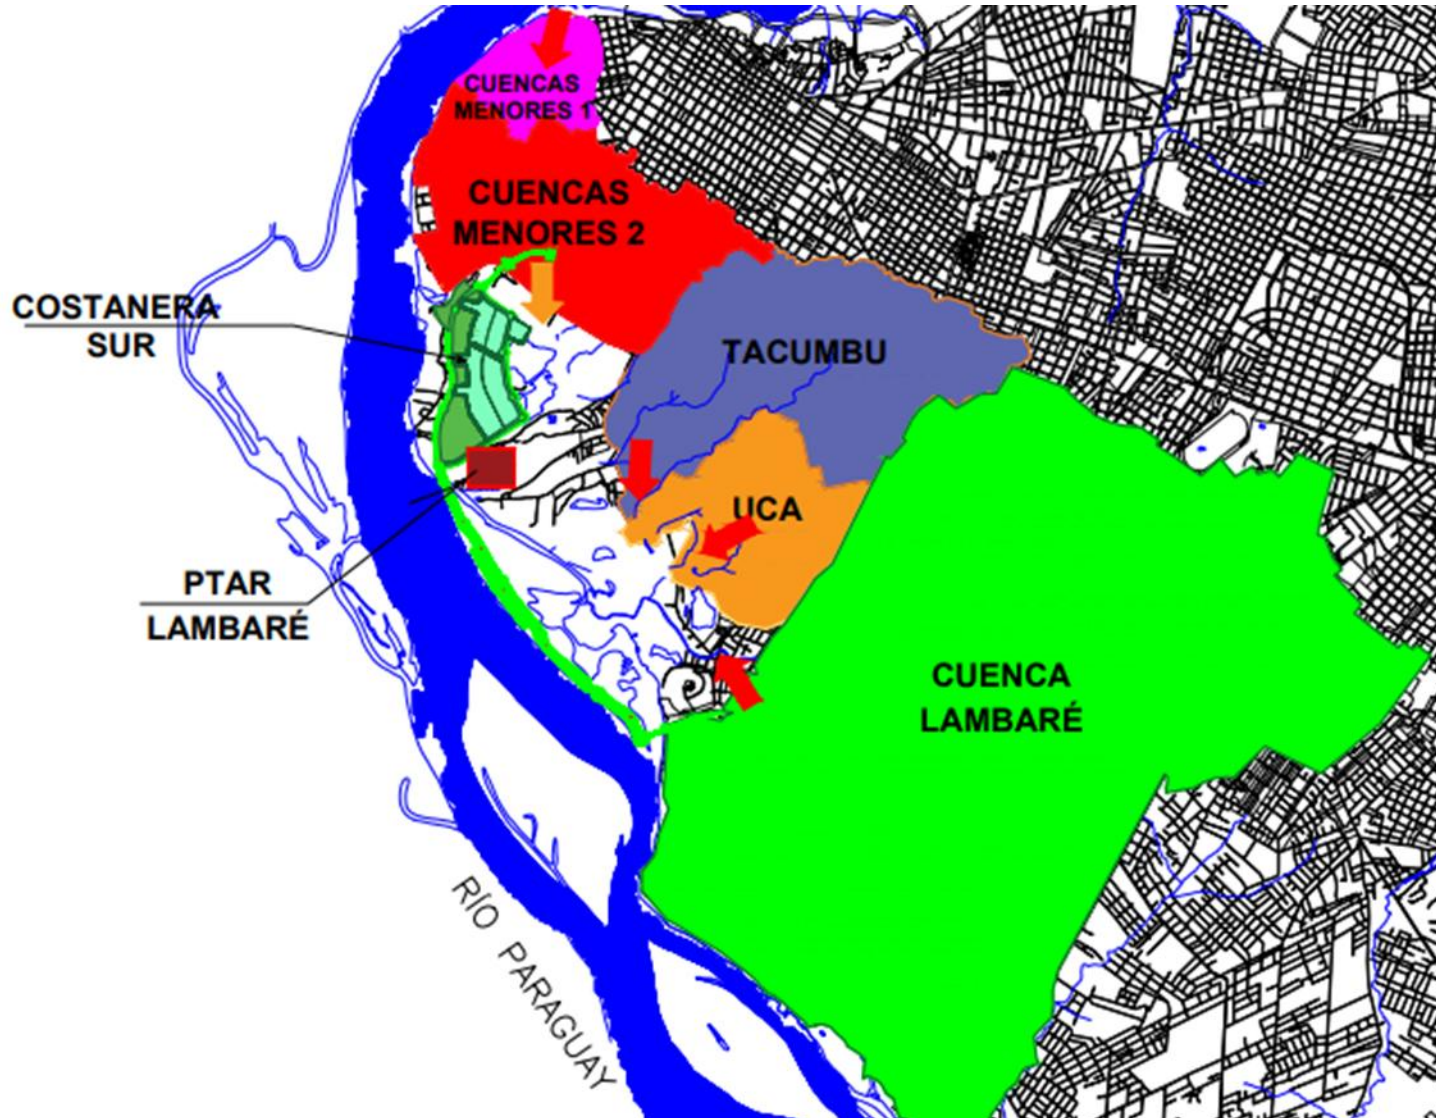 CUENCAS
MENORES 1
CUENCAS
MENORES 2
COSTANERA
SUR
TACUMBU
UCA
PTAR
LAMBARÉ
CUENCA
LAMBARÉ
RÍO PARAGUAY